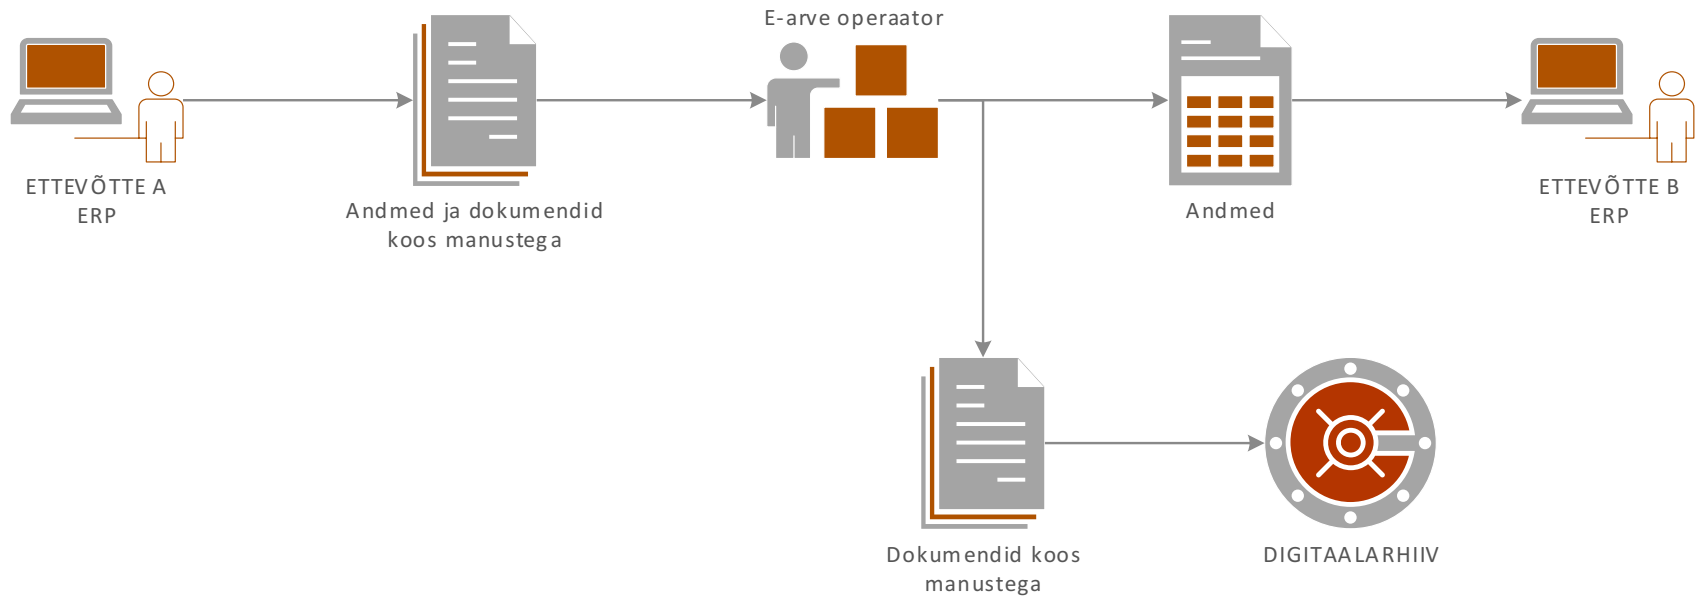 E-arve operaator
ETTEVÕTTE A
ERP
Andmed ja dokumendid
koos manustega
Andmed
ETTEVÕTTE B
ERP
Dokumendid koos
manustega
DIGITAALARHIIV